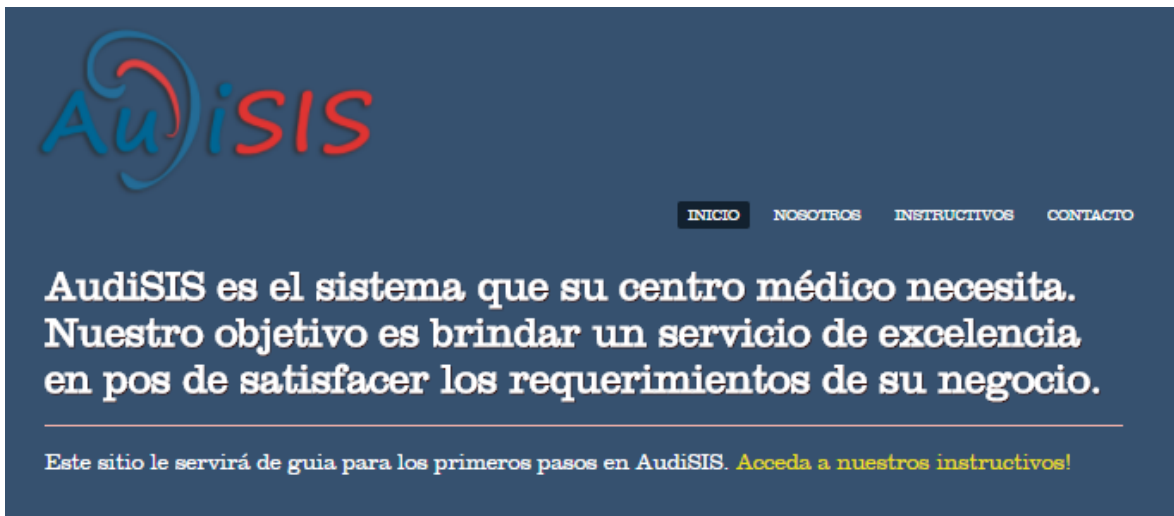 AudiSIS
INICIO NOSOTROS INSTRUCTIVOS CONTACTO
AudiSIS es el sistema que su centro médico necesita.
Nuestro objetivo es brindar un servicio de excelencia
en pos de satisfacer los requerimientos de su negocio.
Este sitio le servirá de guia para los primeros pasos en AudiSIS. Acceda a nuestros instructivos!